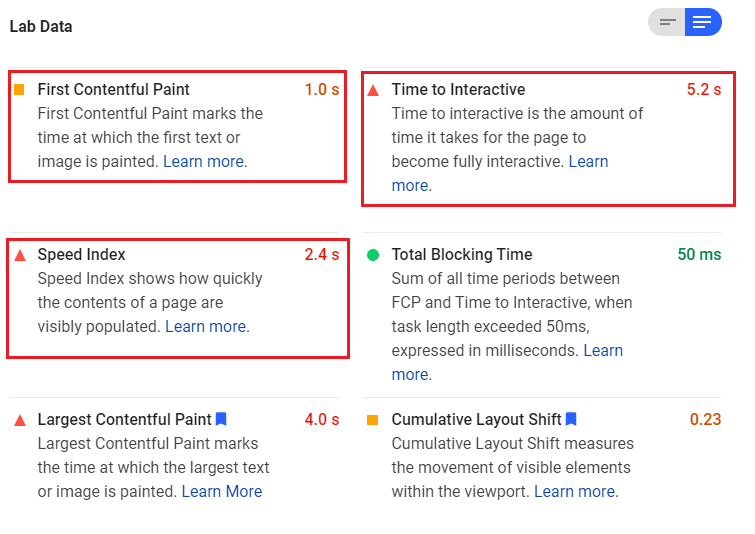 Lab Data
First Contentful Paint 1.0 s
First Contentful Paint marks the
time at which the first text or
image is painted. Learn more.
Time to Interactive 5.2 s
Time to interactive is the amount of
time it takes for the page to
become fully interactive. Learn
more.
Speed Index 2.4 s
Speed Index shows how quickly
the contents of a page are
visibly populated. Learn more.
Total Blocking Time 50 ms
Sum of all time periods between
FCP and Time to Interactive, when
task length exceeded 50ms,
expressed in milliseconds. Learn
more.
Largest Contentful Paint 4.0 s
Largest Contentful Paint marks
the time at which the largest text
or image is painted. Learn More
Cumulative Layout Shift 0.23
Cumulative Layout Shift measures
the movement of visible elements
within the viewport. Learn more.